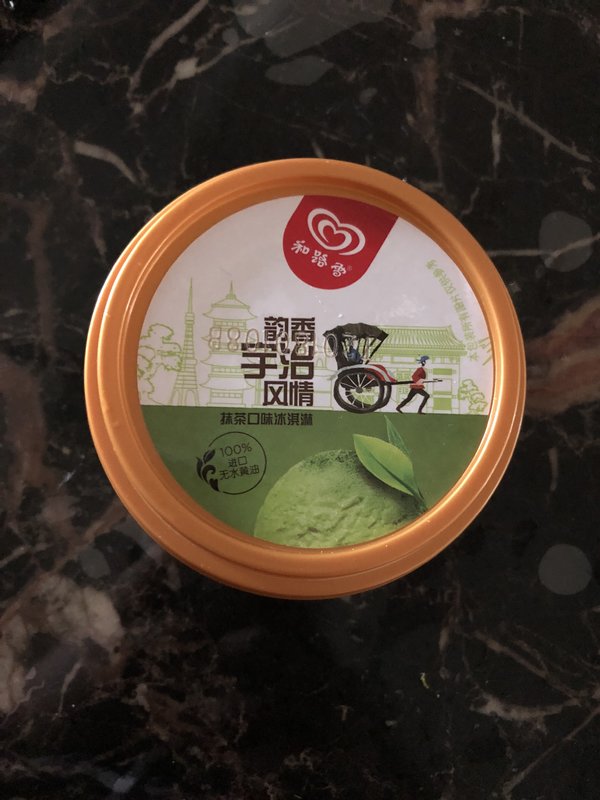 和路雪
韵香
宇治
风情
抹茶口味冰淇淋
100%
进口
无水黄油